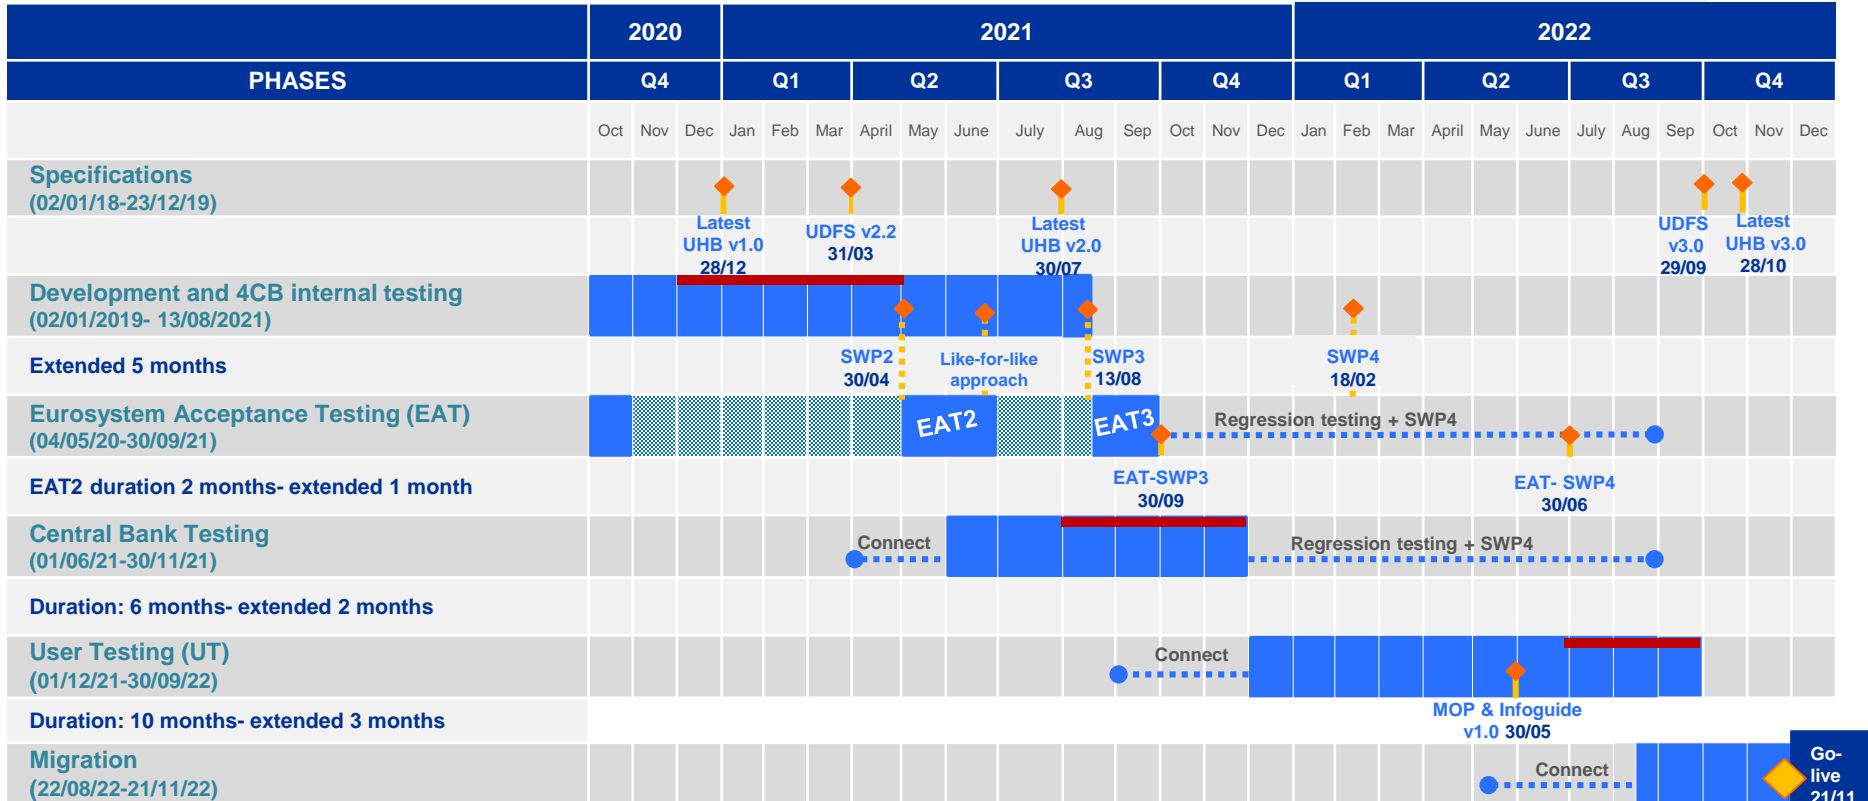 2020 2021 2022
PHASES Q4 Q1 Q2 Q3 Q4 Q1 Q2 Q3 Q4
Oct Nov Dec Jan Feb Mar April May June July Aug Sep Oct Nov Dec Jan Feb Mar April May June July Aug Sep Oct Nov Dec
Specifications
(02/01/18-23/12/19)
Latest
UHB v1.0
28/12
UDFS v2.2
31/03
Latest
UHB v2.0
30/07
UDFS
v3.0
29/09
Latest
UHB v3.0
28/10
Development and 4CB internal testing
(02/01/2019- 13/08/2021)
Extended 5 months
SWP2
30/04
Like-for-like
approach
SWP3
13/08
SWP4
18/02
Eurosystem Acceptance Testing (EAT)
(04/05/20-30/09/21)
EAT2
EAT3
Regression testing + SWP4
EAT2 duration 2 months- extended 1 month
EAT-SWP3
30/09
EAT- SWP4
30/06
Central Bank Testing
(01/06/21-30/11/21)
Connect
Regression testing + SWP4
Duration: 6 months- extended 2 months
User Testing (UT)
(01/12/21-30/09/22)
Connect
Duration: 10 months- extended 3 months
MOP & Infoguide
v1.0 30/05
Migration
(22/08/22-21/11/22)
Connect
Go-
live
21/11